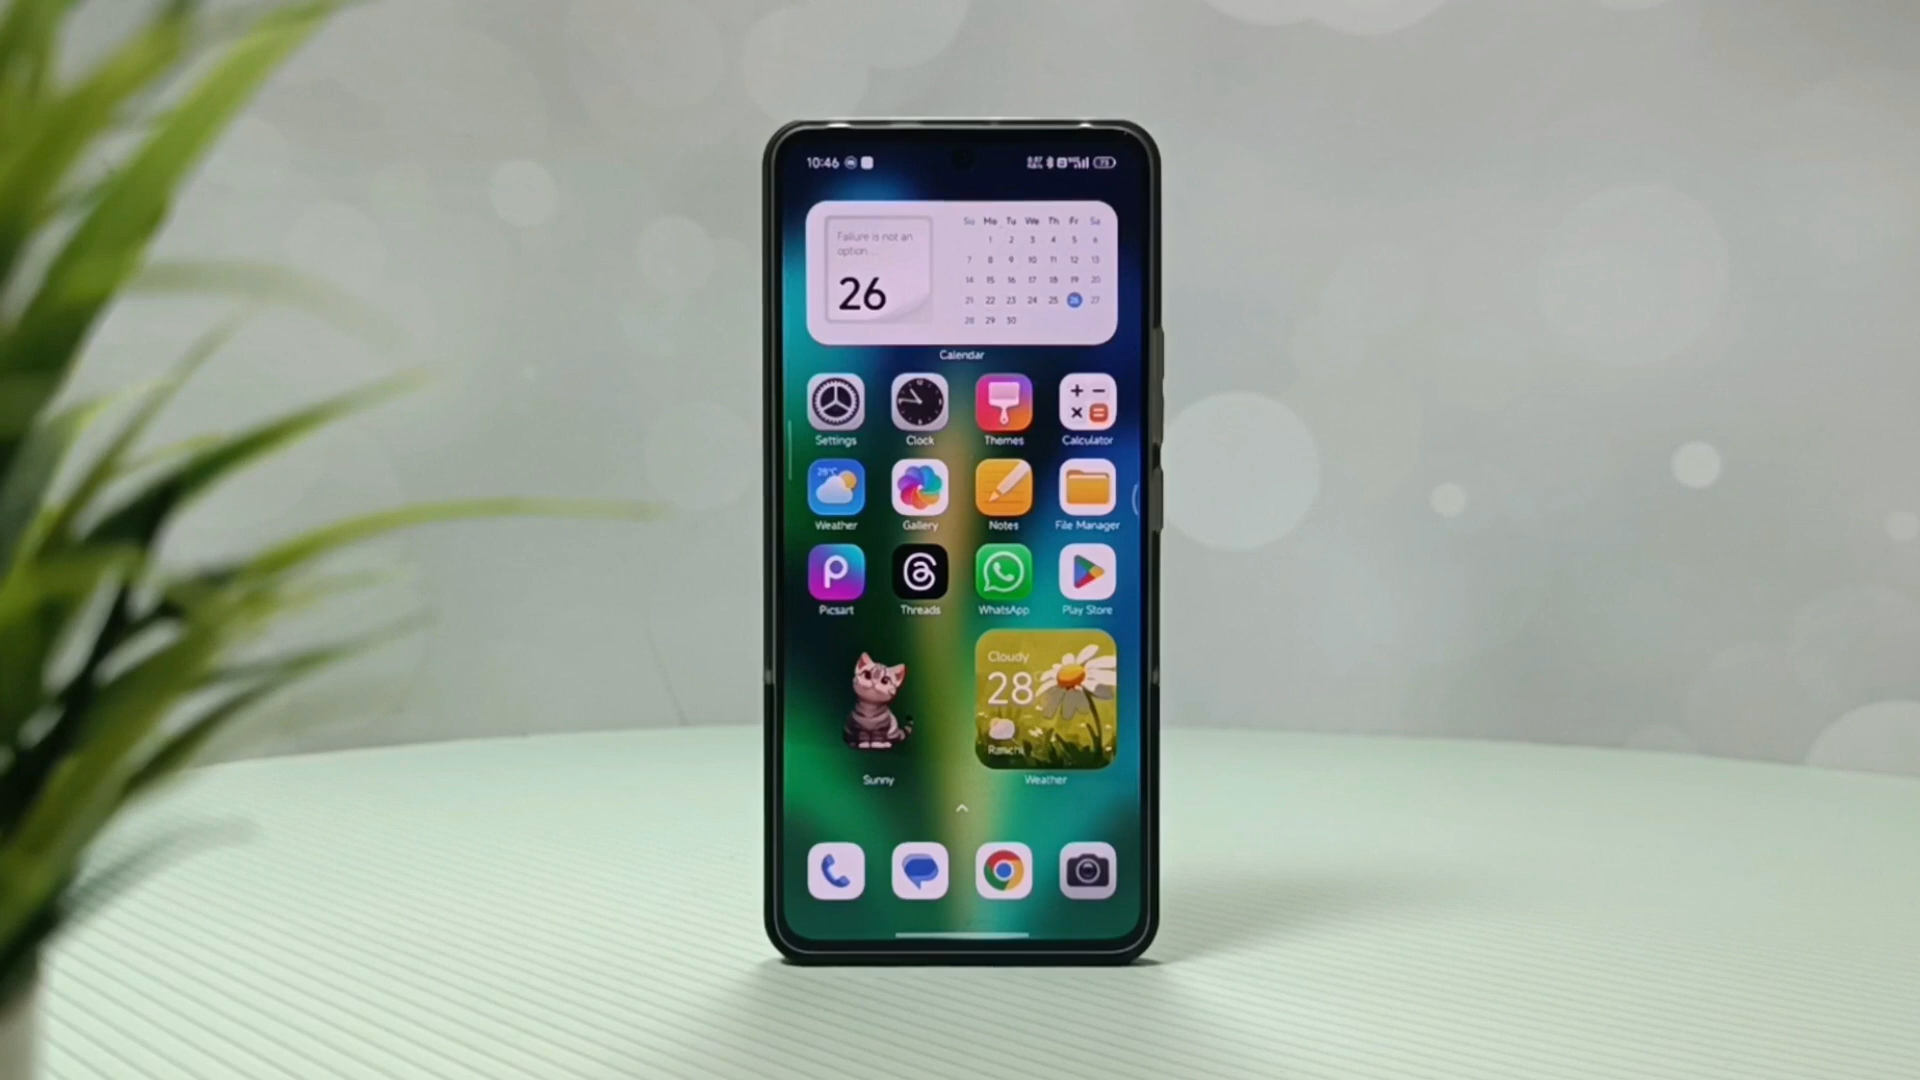 10:46
73
Failure is not an
option ...
26
Su Mo Tu We Th Fr Sa
1 2 3 4 5 6
7 8 9 10 11 12 13
14 15 16 17 18 19 20
21 22 23 24 25 26 27
28 29 30
Calendar
Settings Clock Themes Calculator
28°C
Weather Gallery Notes File Manager
Picsart Threads WhatsApp Play Store
Cloudy
28
Ranchi
Sunny Weather